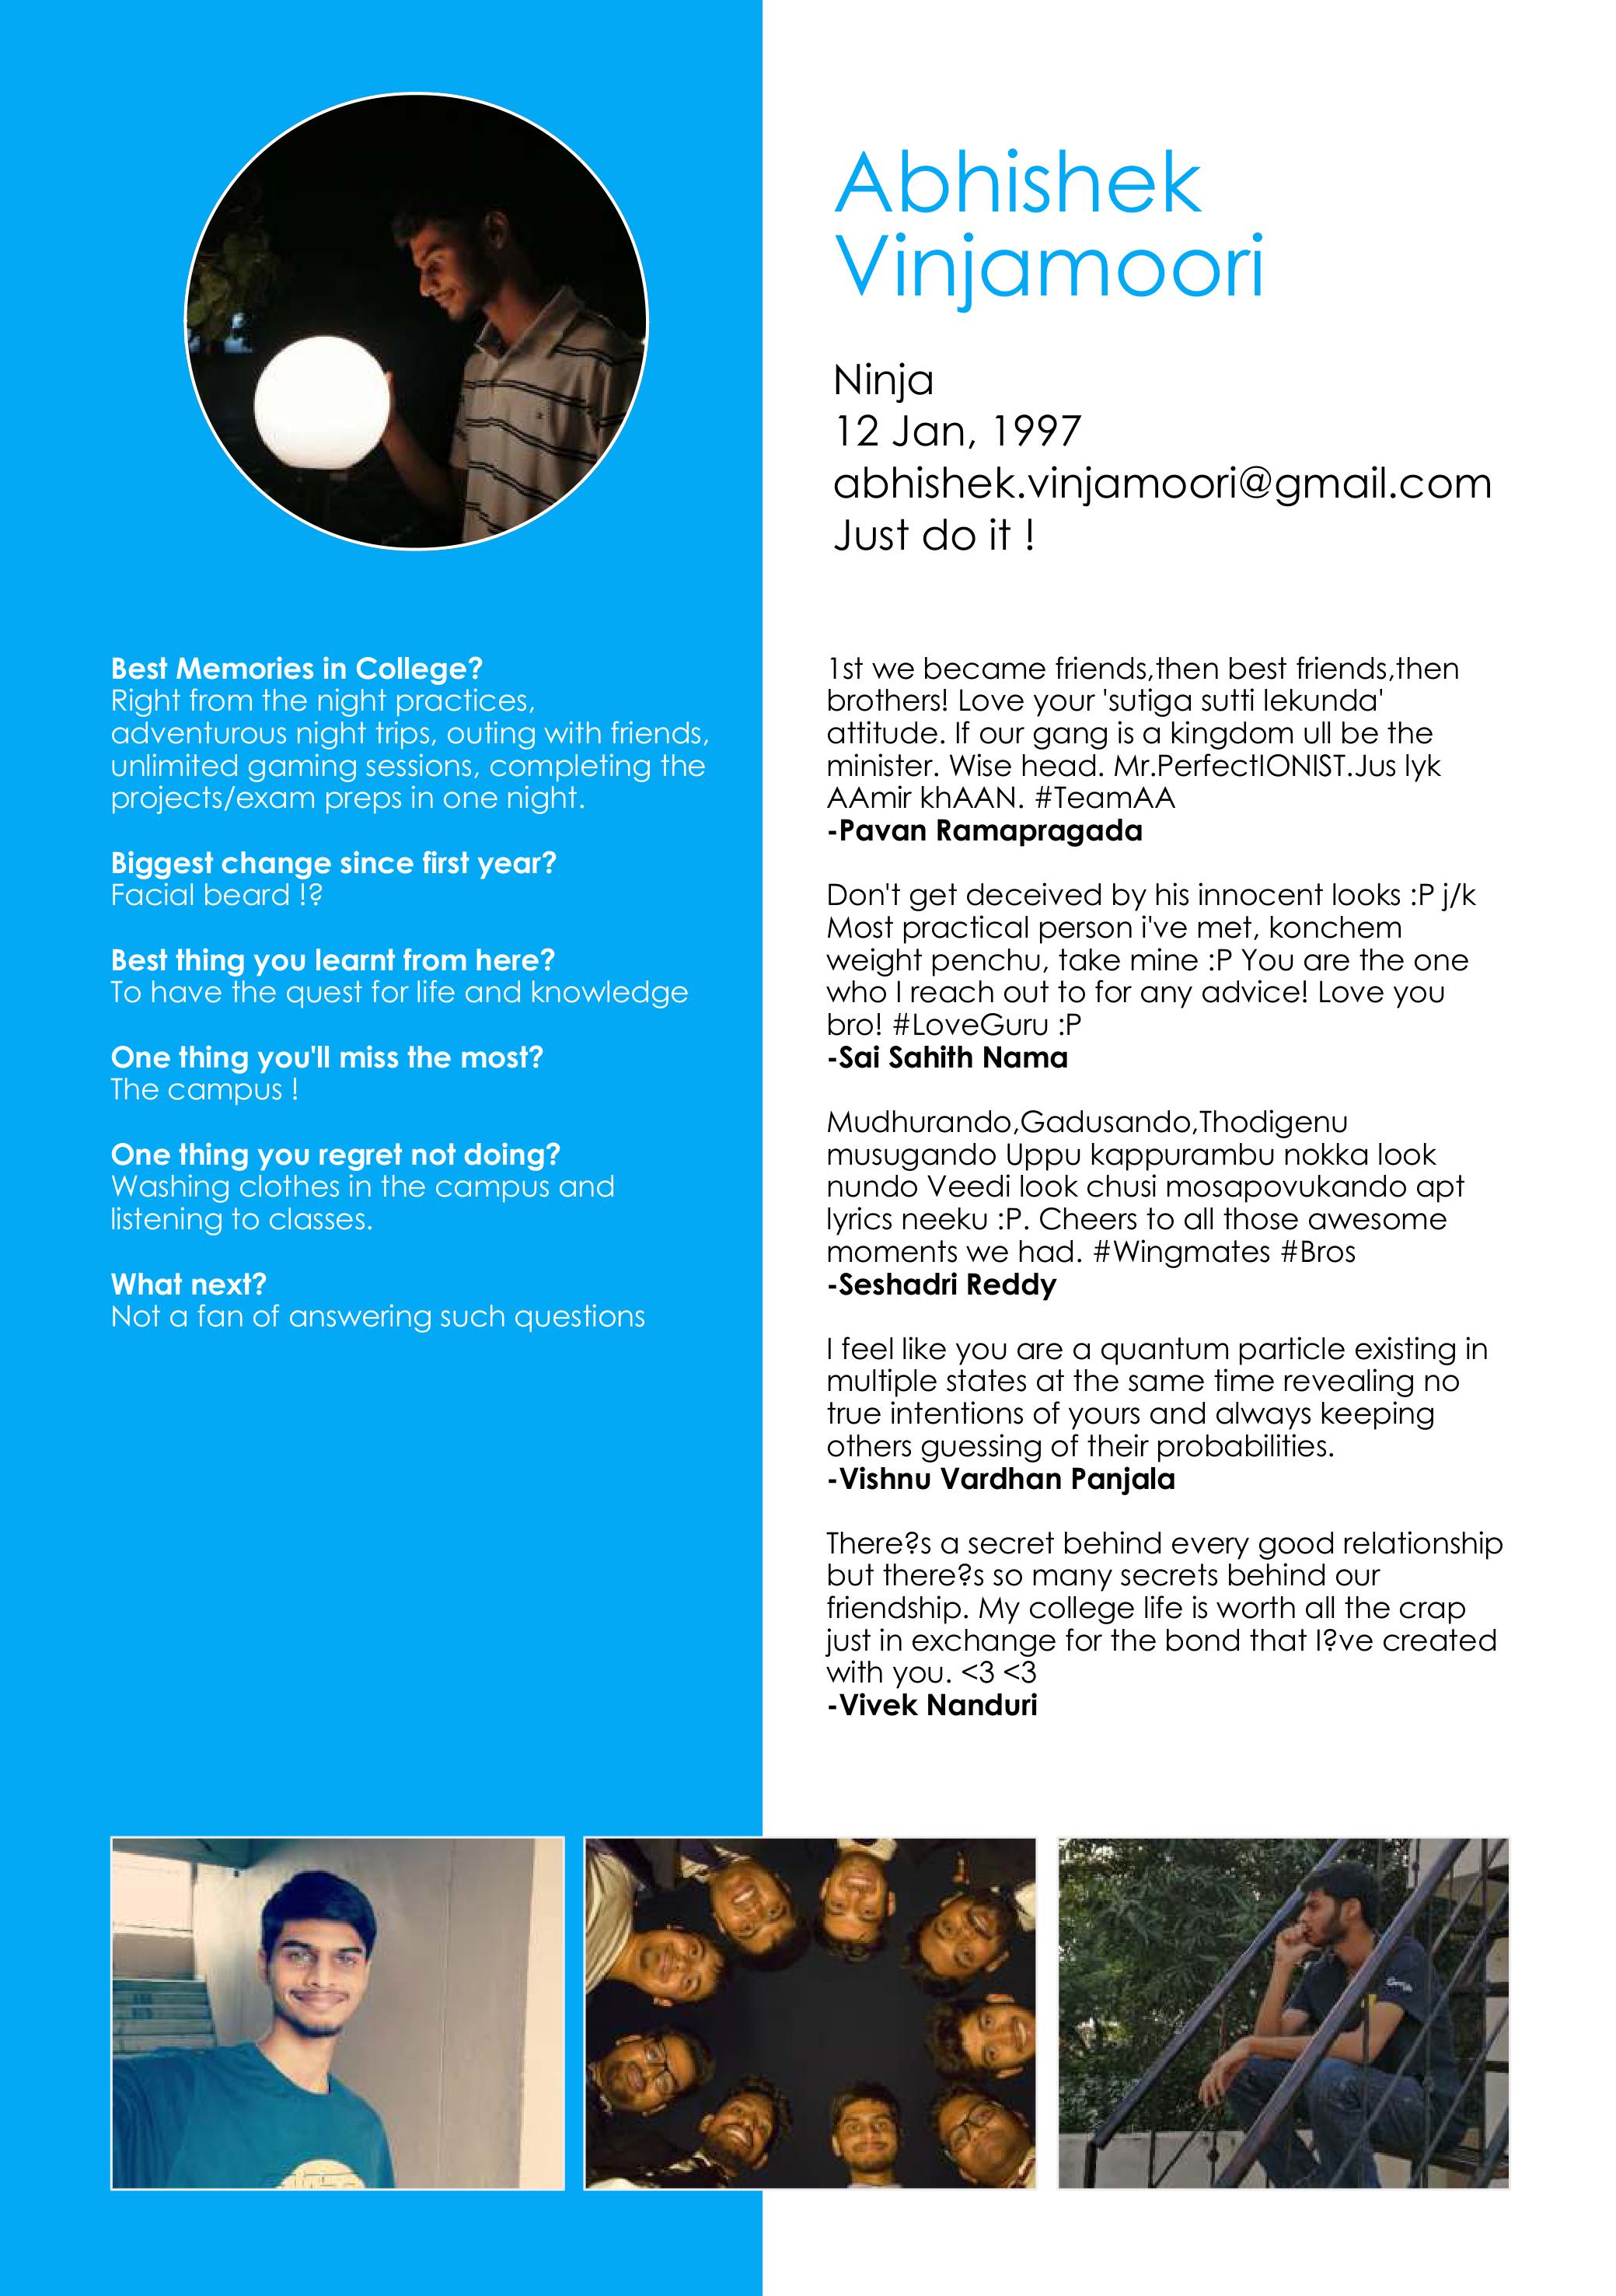 Abhishek
Vinjamoori
Ninja
12 Jan, 1997
abhishek.vinjamoori@gmail.com
Just do it !
Best Memories in College?
Right from the night practices,
adventurous night trips, outing with friends,
unlimited gaming sessions, completing the
projects/exam preps in one night.
Biggest change since first year?
Facial beard !?
Best thing you learnt from here?
To have the quest for life and knowledge
One thing you'll miss the most?
The campus !
One thing you regret not doing?
Washing clothes in the campus and
listening to classes.
What next?
Not a fan of answering such questions
1st we became friends,then best friends,then
brothers! Love your 'sutiga sutti lekunda'
attitude. If our gang is a kingdom ull be the
minister. Wise head. Mr.PerfectIONIST.Jus lyk
AAmir khAAN. #TeamAA
-Pavan Ramapragada
Don't get deceived by his innocent looks :P j/k
Most practical person i've met, konchem
weight penchu, take mine :P You are the one
who I reach out to for any advice! Love you
bro! #LoveGuru :P
-Sai Sahith Nama
Mudhurando,Gadusando,Thodigenu
musugando Uppu kappurambu nokka look
nundo Veedi look chusi mosapovukando apt
lyrics neeku :P. Cheers to all those awesome
moments we had. #Wingmates #Bros
-Seshadri Reddy
I feel like you are a quantum particle existing in
multiple states at the same time revealing no
true intentions of yours and always keeping
others guessing of their probabilities.
-Vishnu Vardhan Panjala
There?s a secret behind every good relationship
but there?s so many secrets behind our
friendship. My college life is worth all the crap
just in exchange for the bond that I?ve created
with you. <3 <3
-Vivek Nanduri